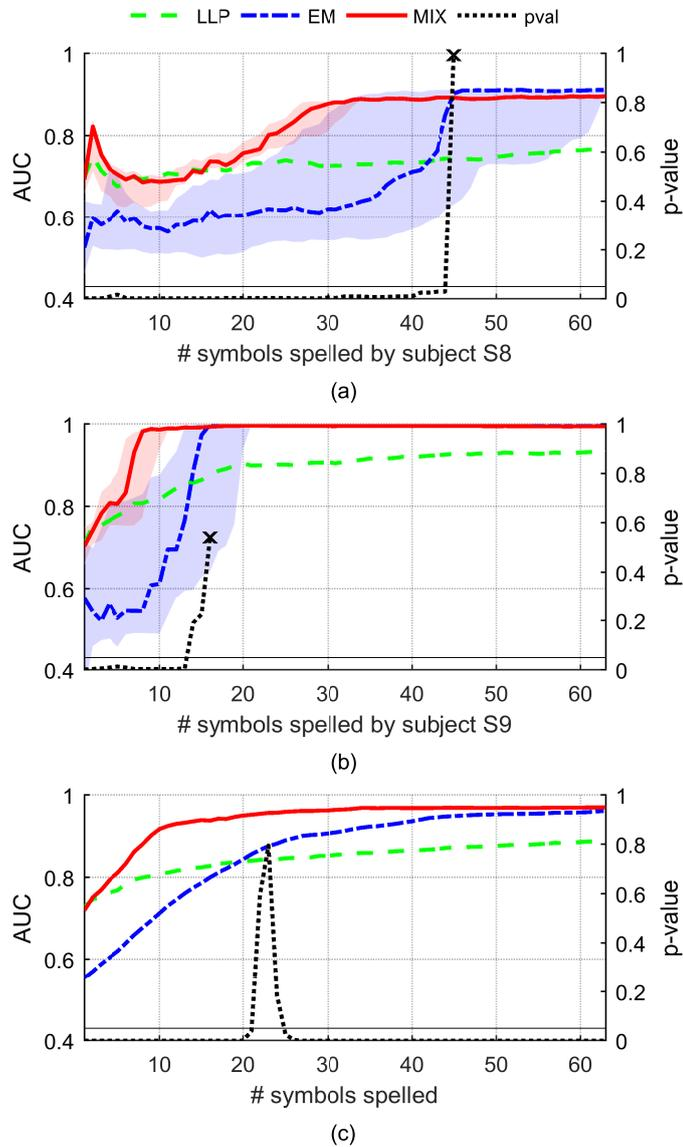 LLP EM MIX pval
1 1
0.8 0.8
0.6 0.6
0.4
0.2
0.4 0
AUC
p-value
10 20 30 40 50 60
# symbols spelled by subject S8
(a)
1 1
0.8 0.8
0.6 0.6
0.4
0.2
0.4 0
AUC
p-value
10 20 30 40 50 60
# symbols spelled by subject S9
(b)
1 1
0.8 0.8
0.6 0.6
0.4
0.2
0.4 0
AUC
p-value
10 20 30 40 50 60
# symbols spelled
(c)